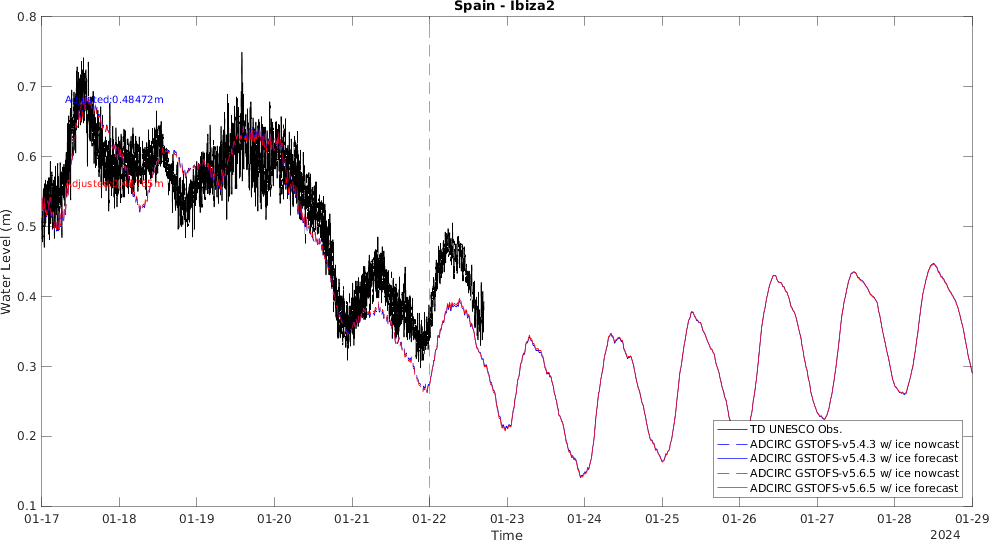 Spain - Ibiza2
0.8
0.7
0.6
0.5
0.4
0.3
0.2
0.1
Water Level (m)
Adjusted:0.48472m
TD UNESCO Obs.
ADCIRC GSTOFS-v5.4.3 w/ ice nowcast
ADCIRC GSTOFS-v5.4.3 w/ ice forecast
ADCIRC GSTOFS-v5.6.5 w/ ice nowcast
ADCIRC GSTOFS-v5.6.5 w/ ice forecast
01-17 01-18 01-19 01-20 01-21 01-22 01-23 01-24 01-25 01-26 01-27 01-28 01-29
Time
2024